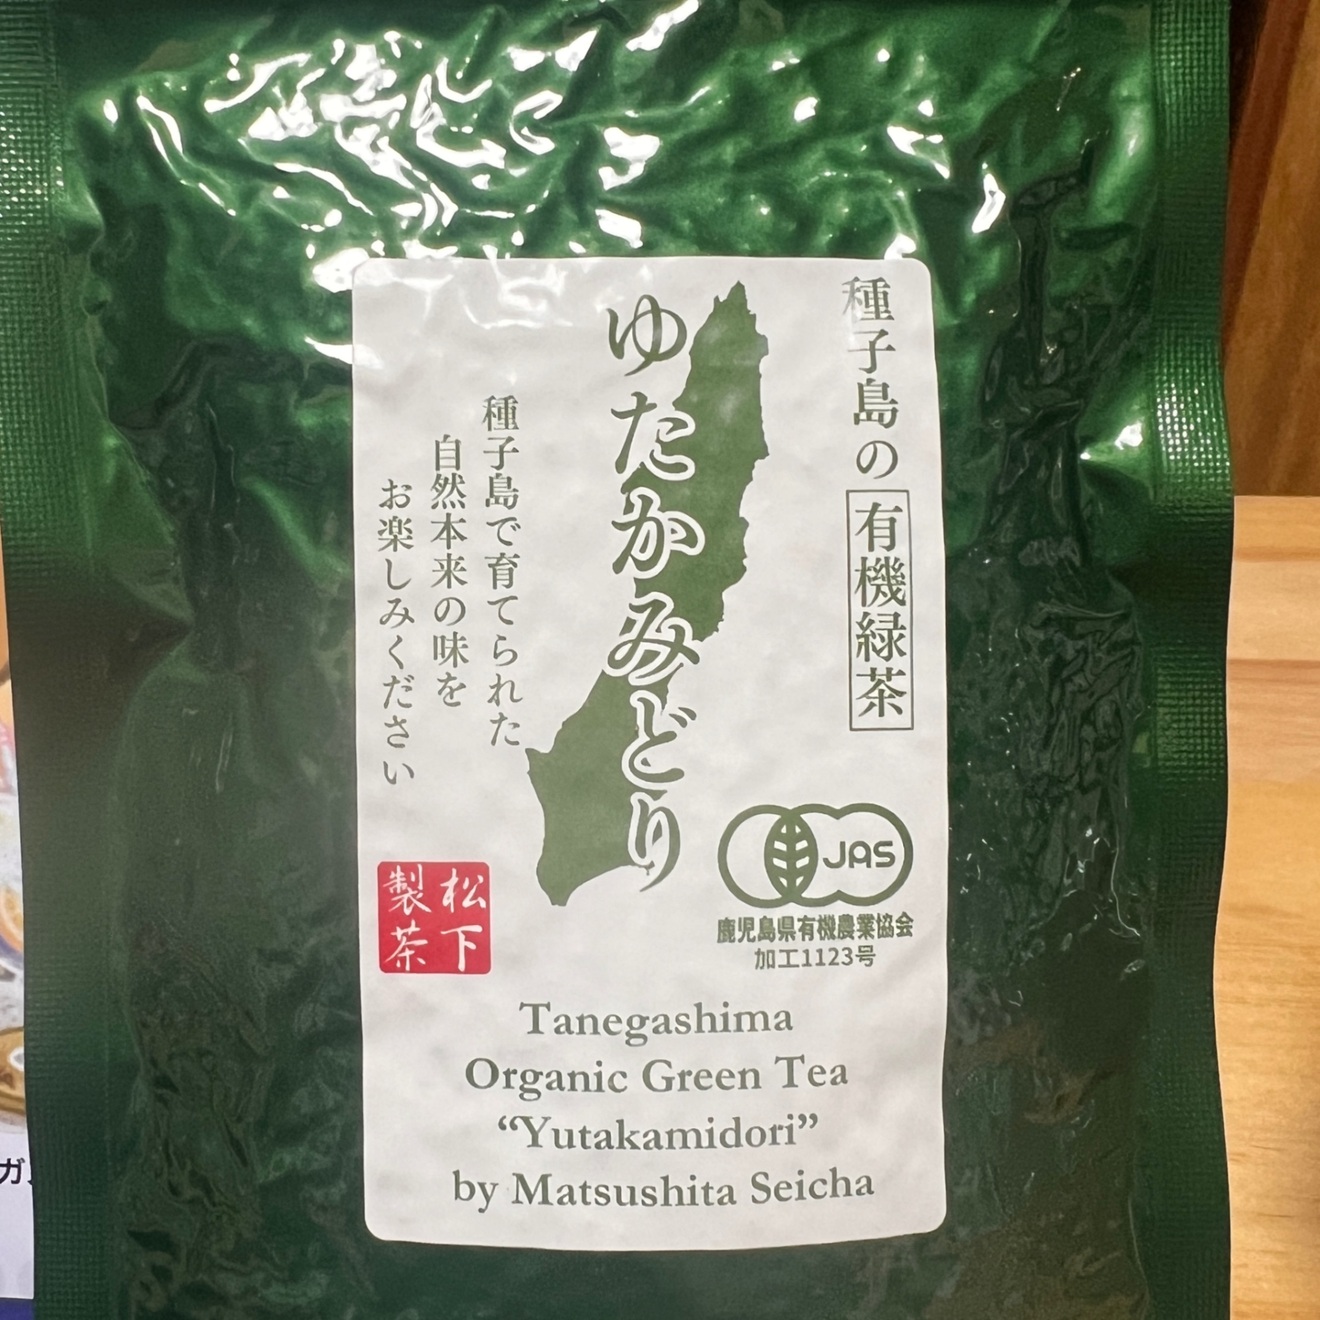 種子島の有機緑茶
ゆたかみどり
種子島で育てられた
自然本来の味を
お楽しみください
松下
製茶
JAS
鹿児島県有機農業協会
加工1123号
Tanegashima
Organic Green Tea
“Yutakamidori”
by Matsushita Seicha